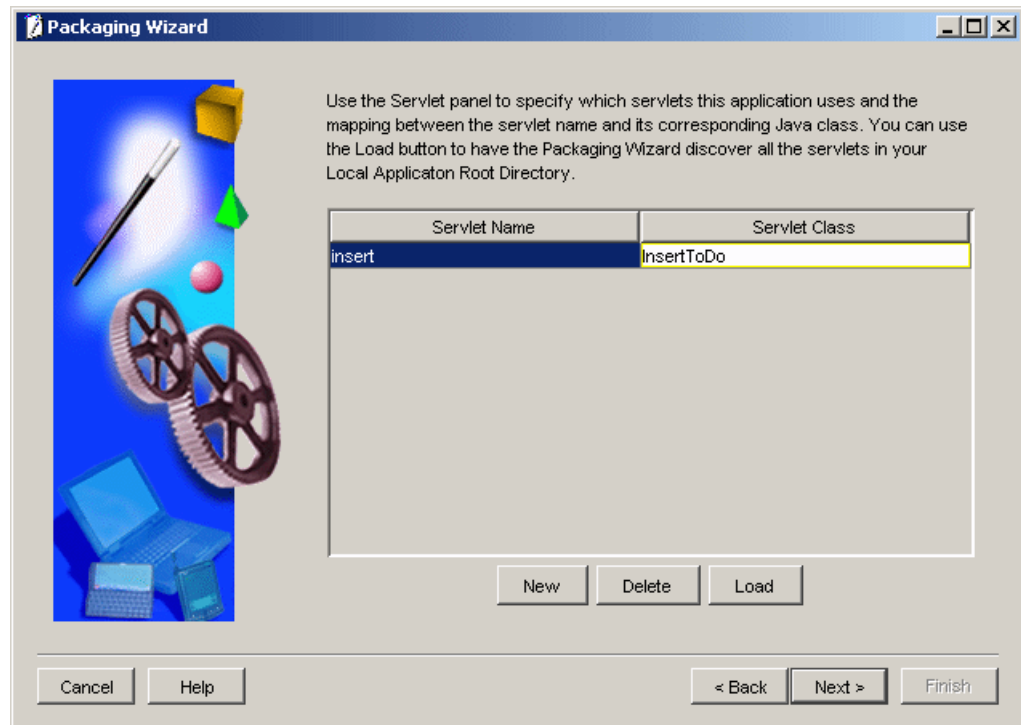 Packaging Wizard
Use the Servlet panel to specify which servlets this application uses and the
mapping between the servlet name and its corresponding Java class. You can use
the Load button to have the Packaging Wizard discover all the servlets in your
Local Applicaton Root Directory.
Servlet Name Servlet Class
insert InsertToDo
New Delete Load
Cancel Help < Back Next > Finish